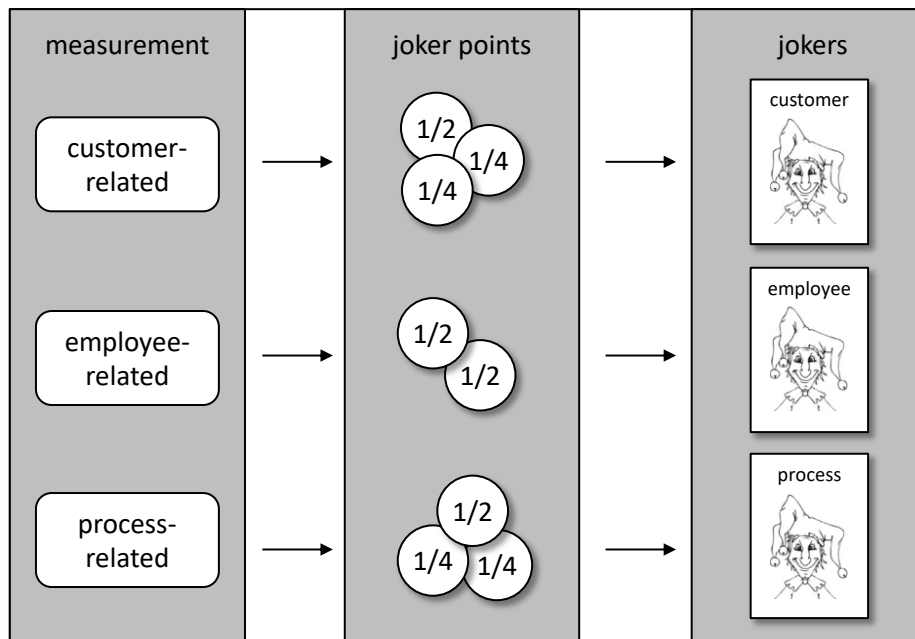 measurement
joker points
jokers
customer-
related
1/2
1/4
1/4
customer
employee-
related
1/2
1/2
employee
process-
related
1/2
1/4
1/4
process